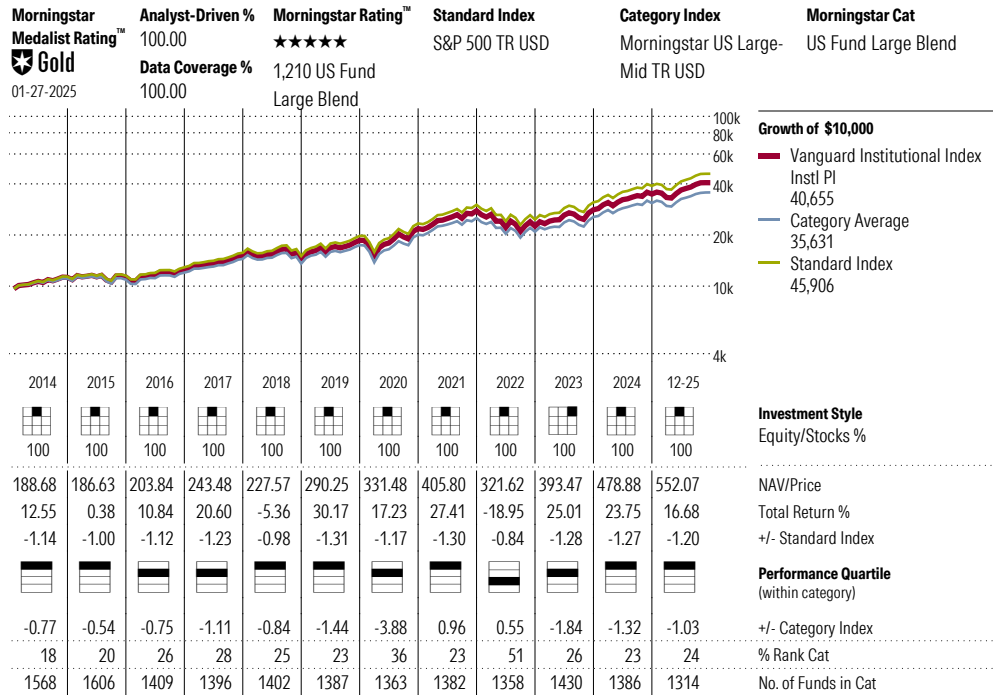 Morningstar
Medalist Rating™
Gold
01-27-2025
Analyst-Driven %
100.00
Data Coverage %
100.00
Morningstar Rating™
★★★★★
1,210 US Fund
Large Blend
Standard Index
S&P 500 TR USD
Category Index
Morningstar US Large-
Mid TR USD
Morningstar Cat
US Fund Large Blend
100k
80k
60k
40k
20k
10k
4k
Growth of $10,000
Vanguard Institutional Index
Instl Pl
40,655
Category Average
35,631
Standard Index
45,906
2014 2015 2016 2017 2018 2019 2020 2021 2022 2023 2024 12-25
Investment Style
Equity/Stocks %
100 100 100 100 100 100 100 100 100 100 100 100
188.68 186.63 203.84 243.48 227.57 290.25 331.48 405.80 321.62 393.47 478.88 552.07 NAV/Price
12.55 0.38 10.84 20.60 -5.36 30.17 17.23 27.41 -18.95 25.01 23.75 16.68 Total Return %
-1.14 -1.00 -1.12 -1.23 -0.98 -1.31 -1.17 -1.30 -0.84 -1.28 -1.27 -1.20 +/- Standard Index
Performance Quartile
(within category)
-0.77 -0.54 -0.75 -1.11 -0.84 -1.44 -3.88 0.96 0.55 -1.84 -1.32 -1.03 +/- Category Index
18 20 26 28 25 23 36 23 51 26 23 24 % Rank Cat
1568 1606 1409 1396 1402 1387 1363 1382 1358 1430 1386 1314 No. of Funds in Cat